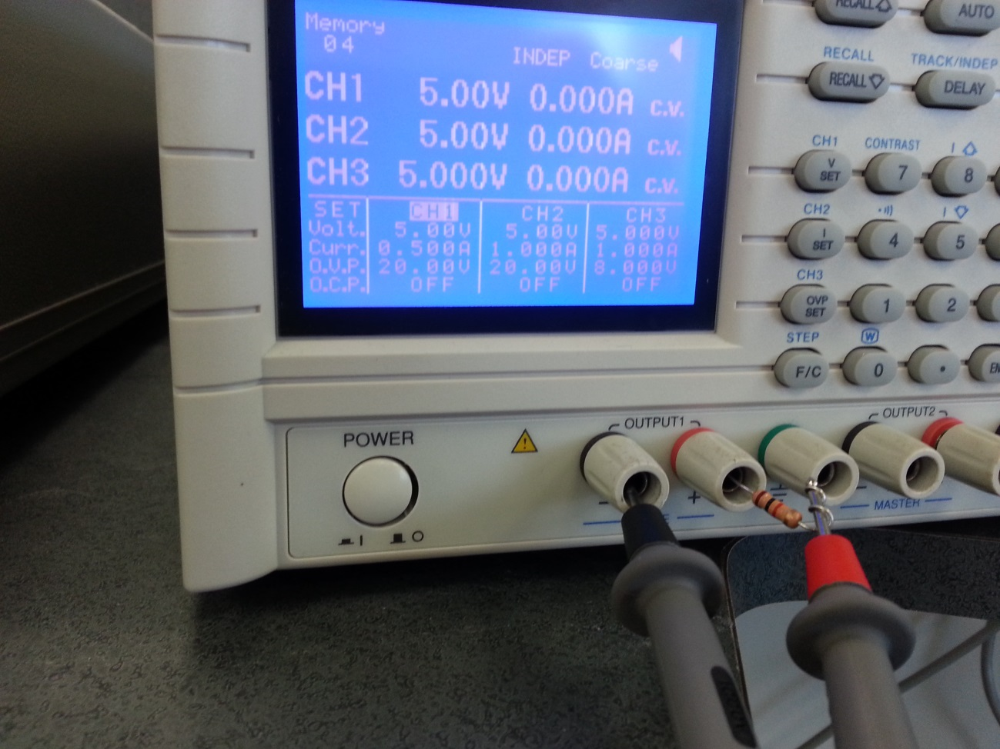 Memory
04
INDEP Coarse
CH1 5.00V 0.000A c.v.
CH2 5.00V 0.000A c.v.
CH3 5.000V 0.000A c.v.
SET CH1 CH2 CH3
Volt. 5.00V 5.00V 5.000V
Curr. 0.500A 1.000A 1.000A
O.V.P. 20.00V 20.00V 8.000V
O.C.P. OFF OFF OFF
RECALL AUTO
RECALL TRACK/INDEP
RECALL DELAY
CH1 CONTRAST I
V SET 7 8
CH2 I
I SET 4 5
CH3
OVP SET 1 2
STEP W
F/C 0 .
POWER
I O
OUTPUT1 OUTPUT2
- + -
MASTER